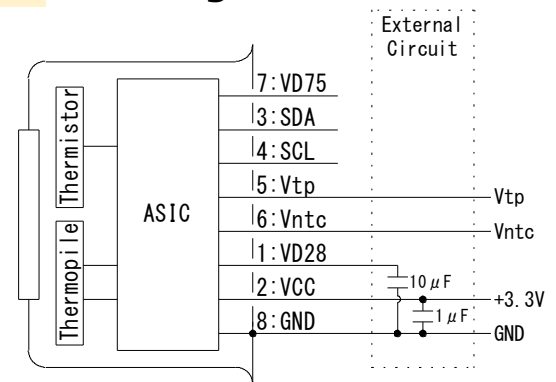 External
Circuit
7:VD75
3:SDA
4:SCL
5:Vtp
6:Vntc
1:VD28
2:VCC
8:GND
Thermistor
Thermopile
ASIC
Vtp
Vntc
10μF
+3.3V
1μF
GND